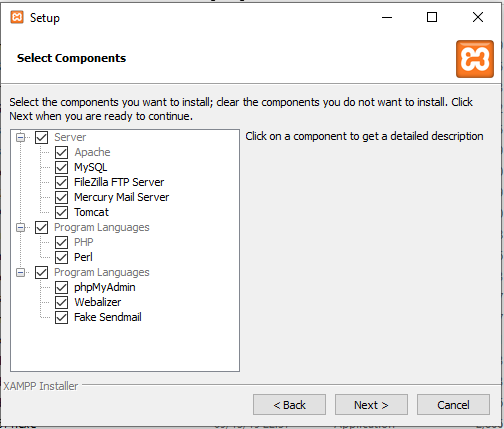 Setup
Select Components
Select the components you want to install; clear the components you do not want to install. Click
Next when you are ready to continue.
Server
Apache
MySQL
FileZilla FTP Server
Mercury Mail Server
Tomcat
Program Languages
PHP
Perl
Program Languages
phpMyAdmin
Webalizer
Fake Sendmail
Click on a component to get a detailed description
XAMPP Installer
< Back
Next >
Cancel